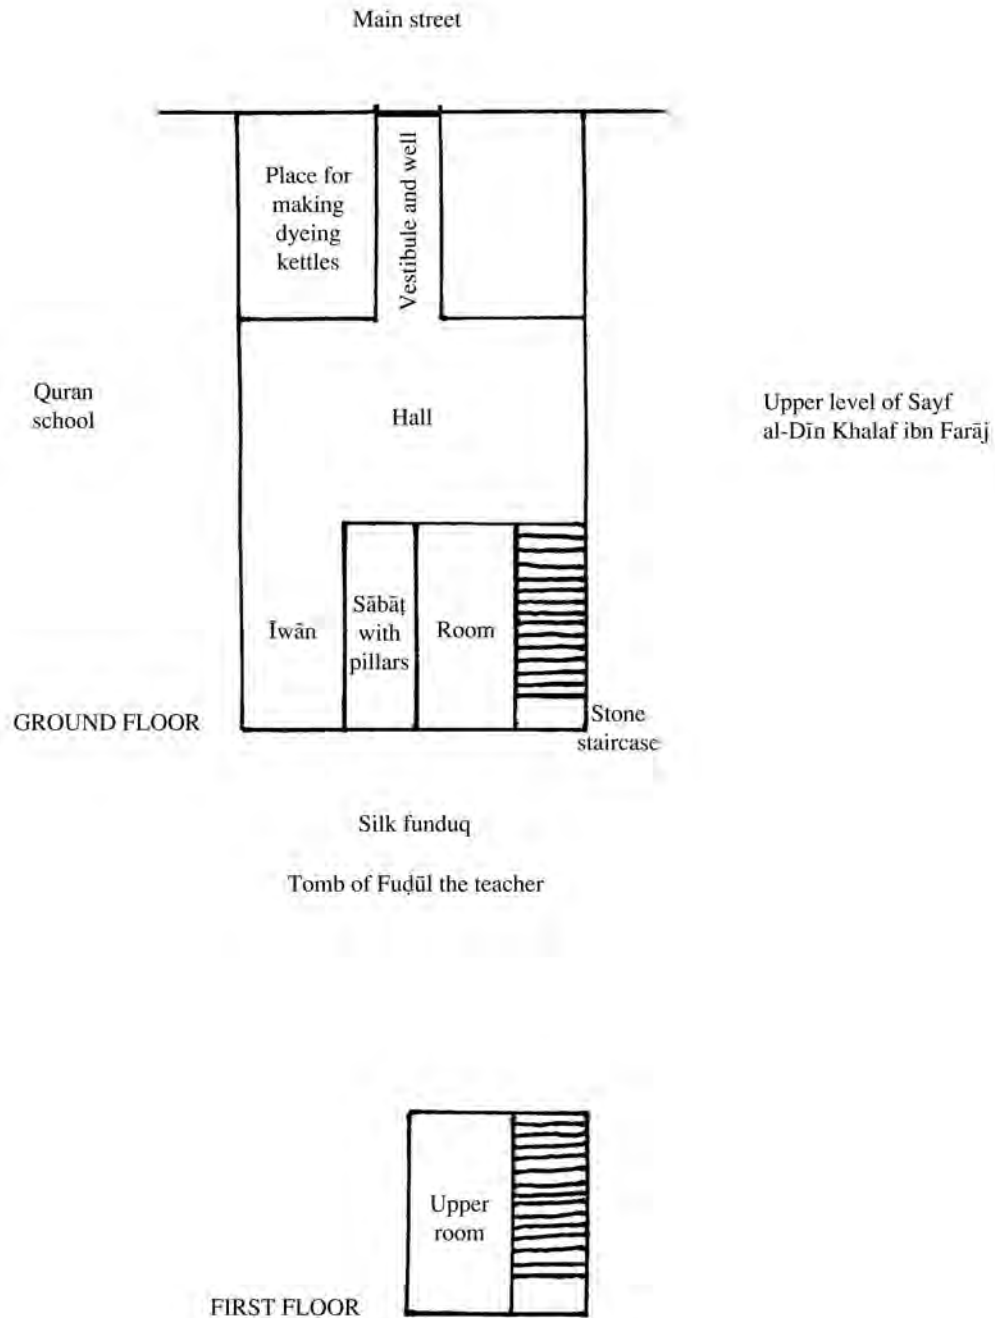 Main street
Place for
making
dyeing
kettles
Vestibule and well
Quran
school
Hall
Upper level of Sayf
al-Dīn Khalaf ibn Farāj
Īwān
Sābāṭ
with
pillars
Room
GROUND FLOOR
Stone
staircase
Silk funduq
Tomb of Fuḍūl the teacher
Upper
room
FIRST FLOOR